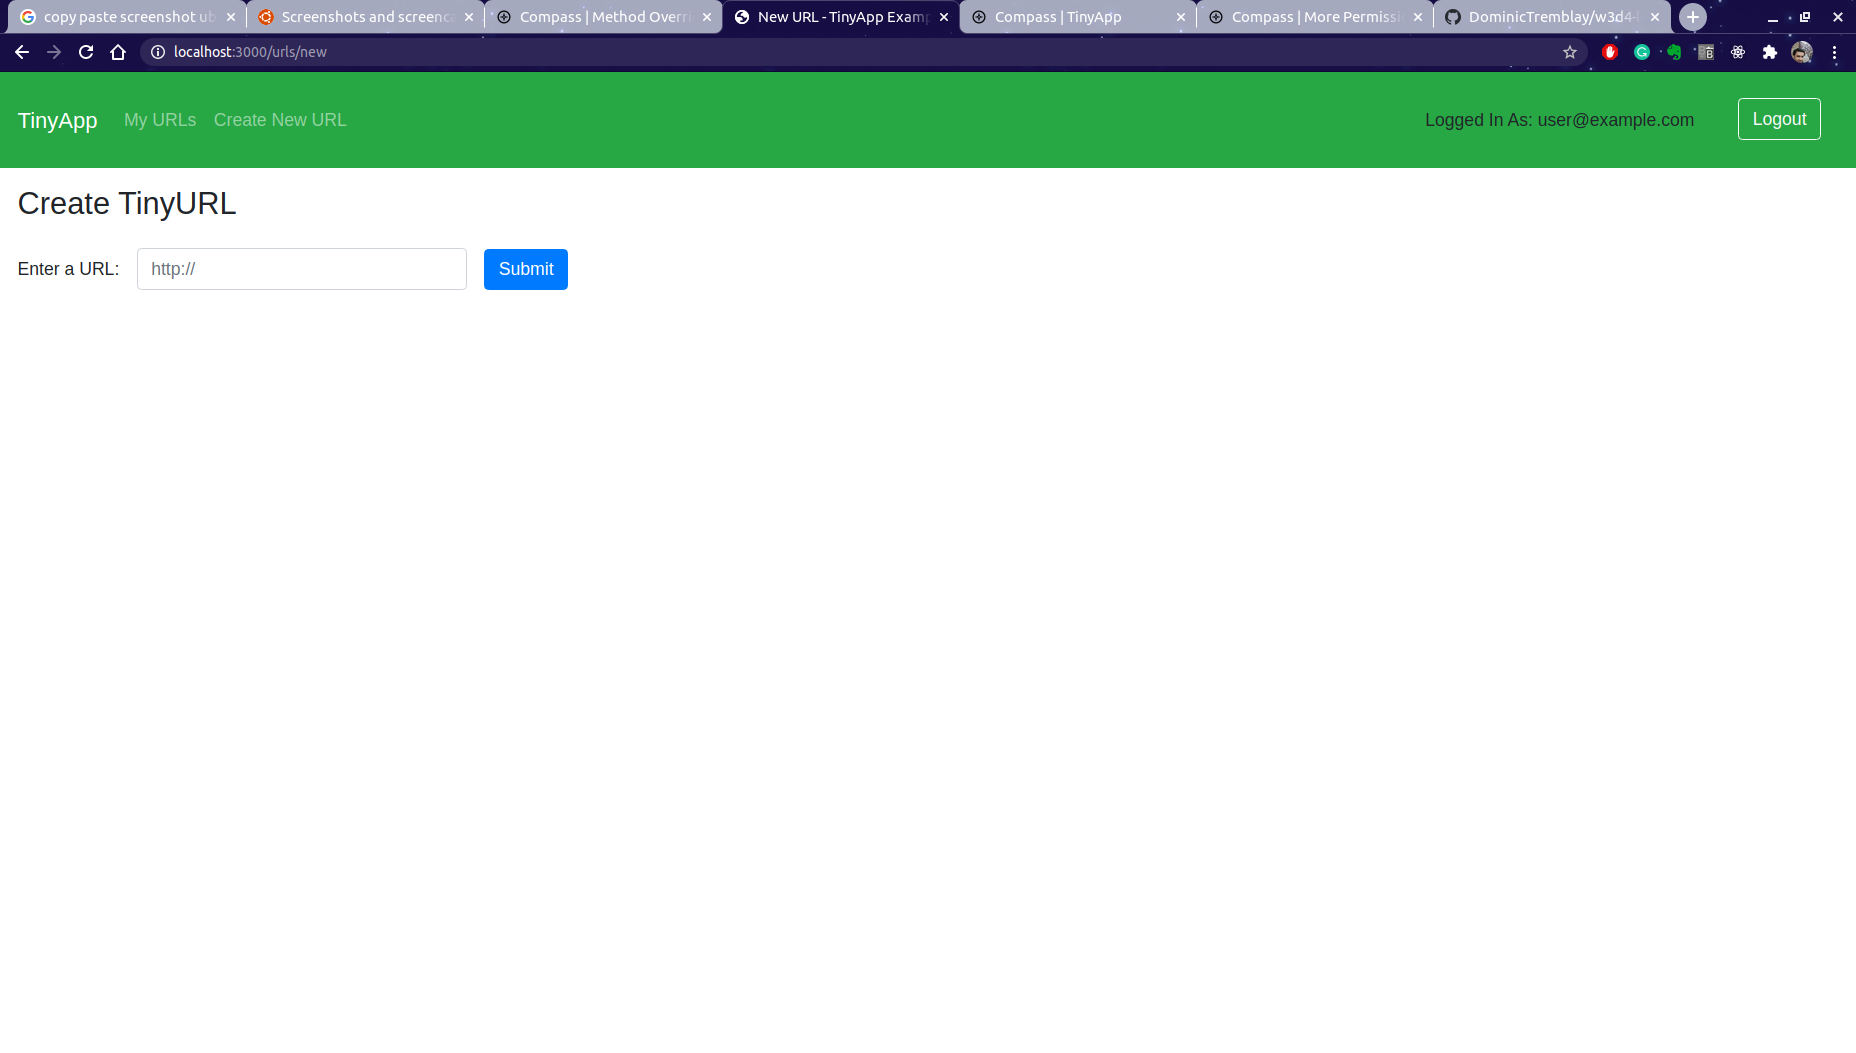 copy paste screenshot ub
Screenshots and screenca
Compass | Method Overri
New URL - TinyApp Examp
Compass | TinyApp
Compass | More Permissi
DominicTremblay/w3d4-l
localhost:3000/urls/new
TinyApp
My URLs
Create New URL
Logged In As: user@example.com
Logout
Create TinyURL
Enter a URL:
http://
Submit